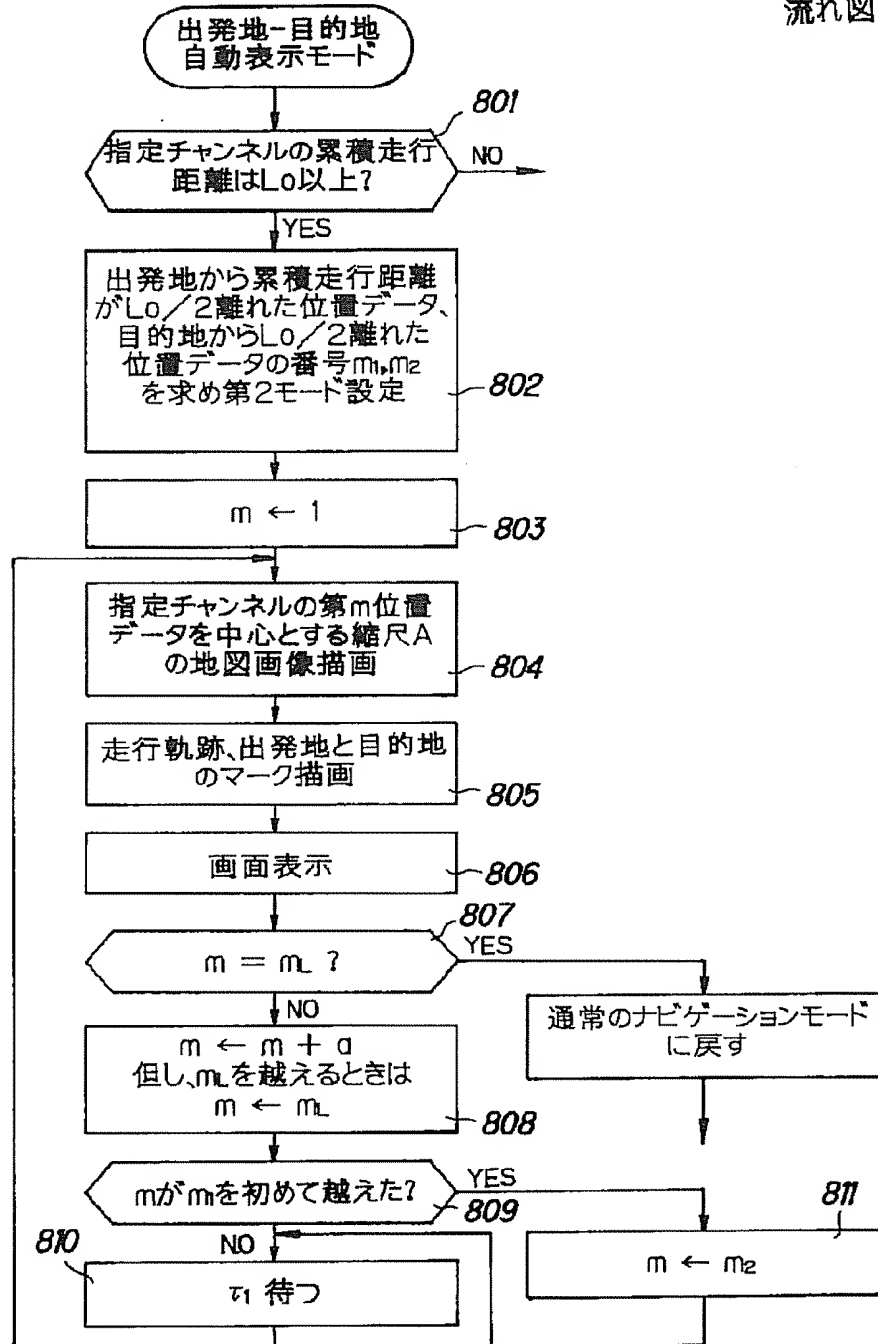 流れ図
出発地-目的地
自動表示モード
801
指定チャンネルの累積走行
距離はLo以上?
NO
YES
出発地から累積走行距離
がLo/2離れた位置データ、
目的地からLo/2離れた
位置データの番号m₁,m₂
を求め第2モード設定
802
m ← 1
803
指定チャンネルの第m位置
データを中心とする縮尺A
の地図画像描画
804
走行軌跡、出発地と目的地
のマーク描画
805
画面表示
806
807
m = mL ?
YES
NO
通常のナビゲーションモード
に戻す
m ← m + a
但し、mLを越えるときは
m ← mL
808
mがm₁を初めて越えた?
YES
809
811
810
NO
τ₁ 待つ
m ← m₂